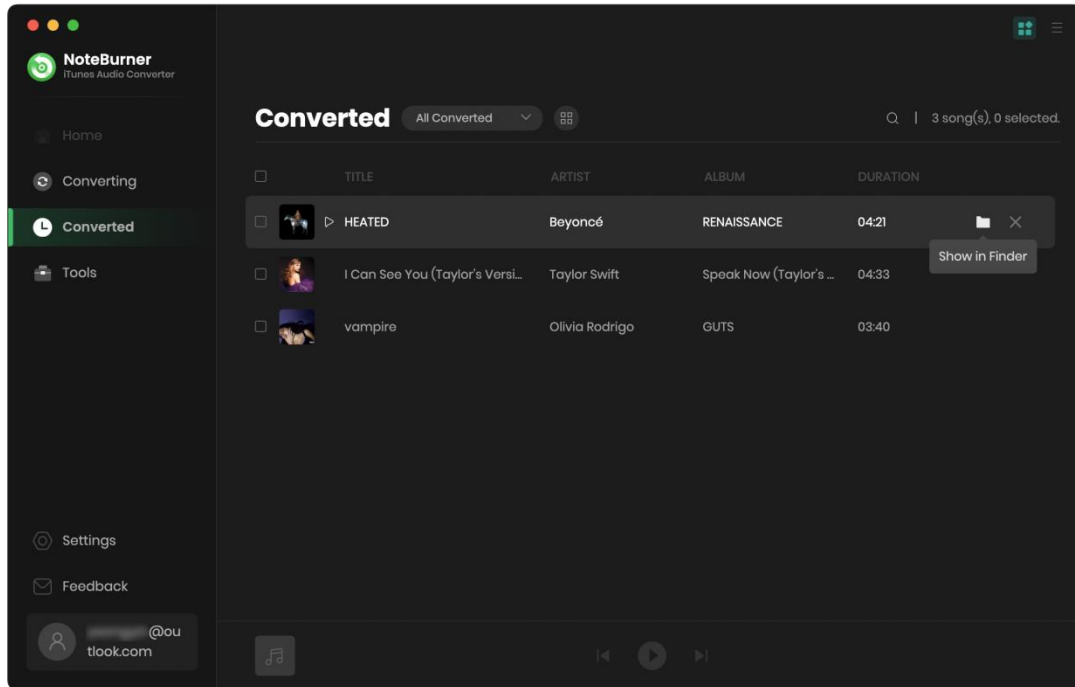 NoteBurner
iTunes Audio Converter
Home
Converting
Converted
Tools
Settings
Feedback
@ou
tlook.com
Converted All Converted 3 song(s), 0 selected.
TITLE ARTIST ALBUM DURATION
HEATED Beyoncé RENAISSANCE 04:21
Show in Finder
I Can See You (Taylor's Versi... Taylor Swift Speak Now (Taylor's ... 04:33
vampire Olivia Rodrigo GUTS 03:40